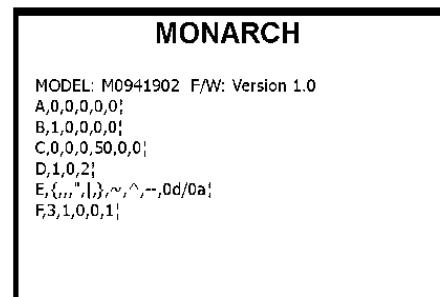 MONARCH
MODEL: M0941902 F/W: Version 1.0
A,0,0,0,0,0¦
B,1,0,0,0,0¦
C,0,0,0,50,0,0¦
D,1,0,2¦
E,{,,,",|,},~,^,--,0d/0a¦
F,3,1,0,0,1¦